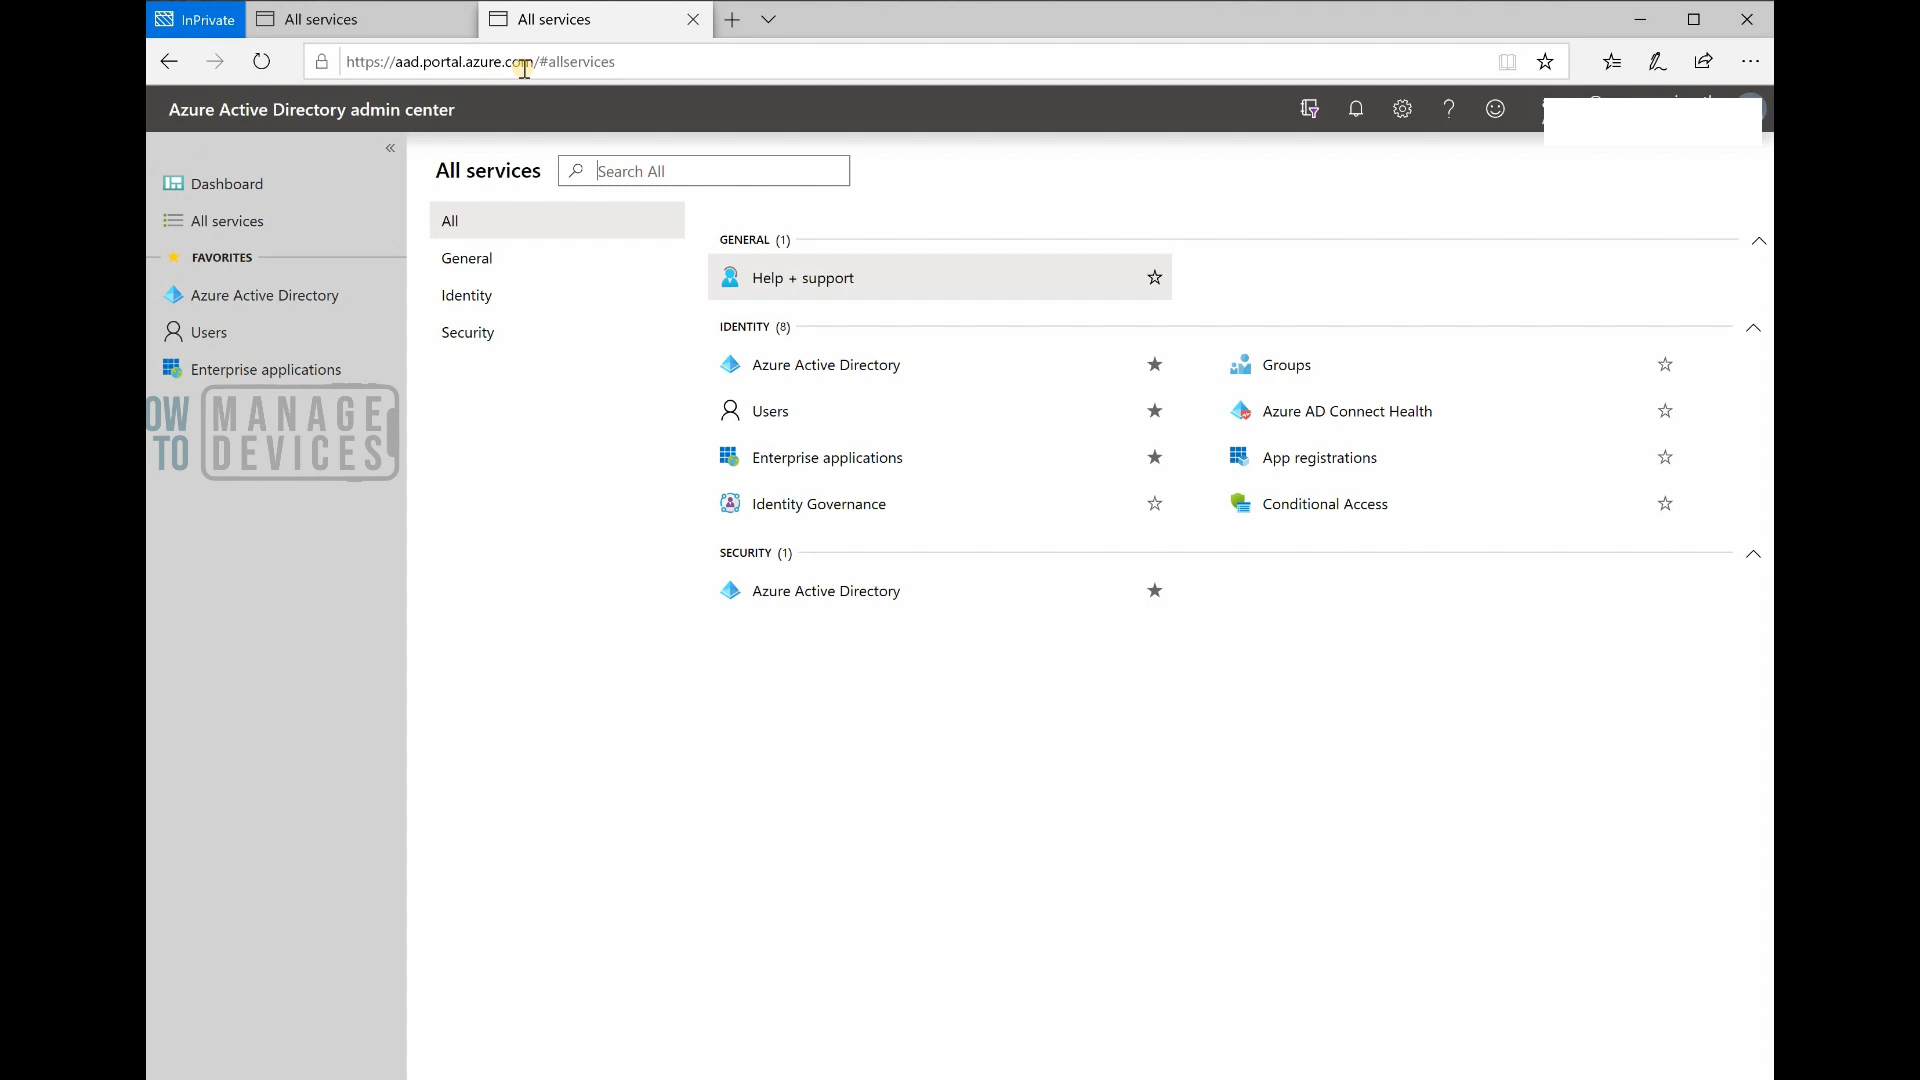 InPrivate
All services
All services
https://aad.portal.azure.com/#allservices
Azure Active Directory admin center
Dashboard
All services
FAVORITES
Azure Active Directory
Users
Enterprise applications
OW
TO
MANAGE
DEVICES
All services
Search All
All
General
Identity
Security
GENERAL (1)
Help + support
IDENTITY (8)
Azure Active Directory
Groups
Users
Azure AD Connect Health
Enterprise applications
App registrations
Identity Governance
Conditional Access
SECURITY (1)
Azure Active Directory